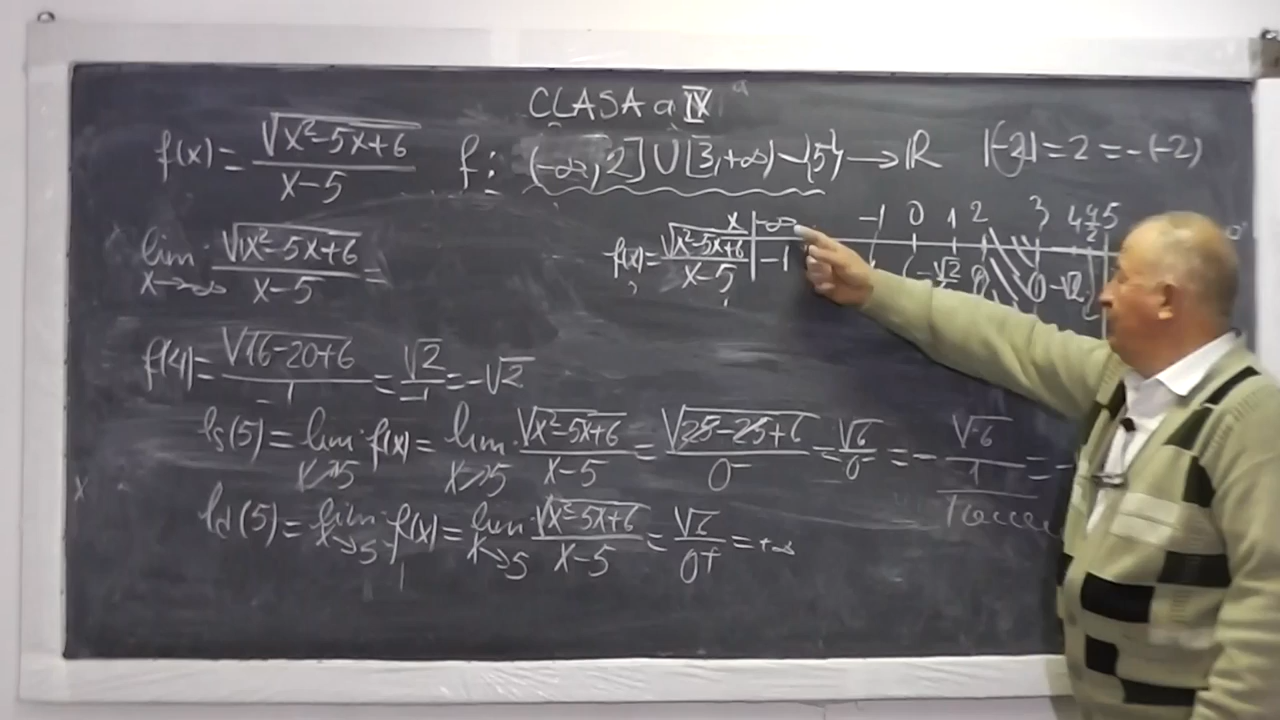 CLASA a IX a
f(x) = √(x²-5x+6) / (x-5)   f: (-∞, 2] ∪ [3, +∞) - {5} → ℝ   |-2| = 2 = -(-2)
x | -∞   -1   0   1   2   3   4   5
lim x→-∞ √(x²-5x+6) / (x-5) =   f(x) = √(x²-5x+6) / (x-5) | -1   -√2   0   0   -√2
f(4) = √(16-20+6) / -1 = √2 / -1 = -√2
ls(5) = lim x→5 f(x) = lim x→5 √(x²-5x+6) / (x-5) = √(25-25+6) / 0- = √6 / 0- = -
ld(5) = lim x→5 f(x) = lim x→5 √(x²-5x+6) / (x-5) = √6 / 0+ = +∞